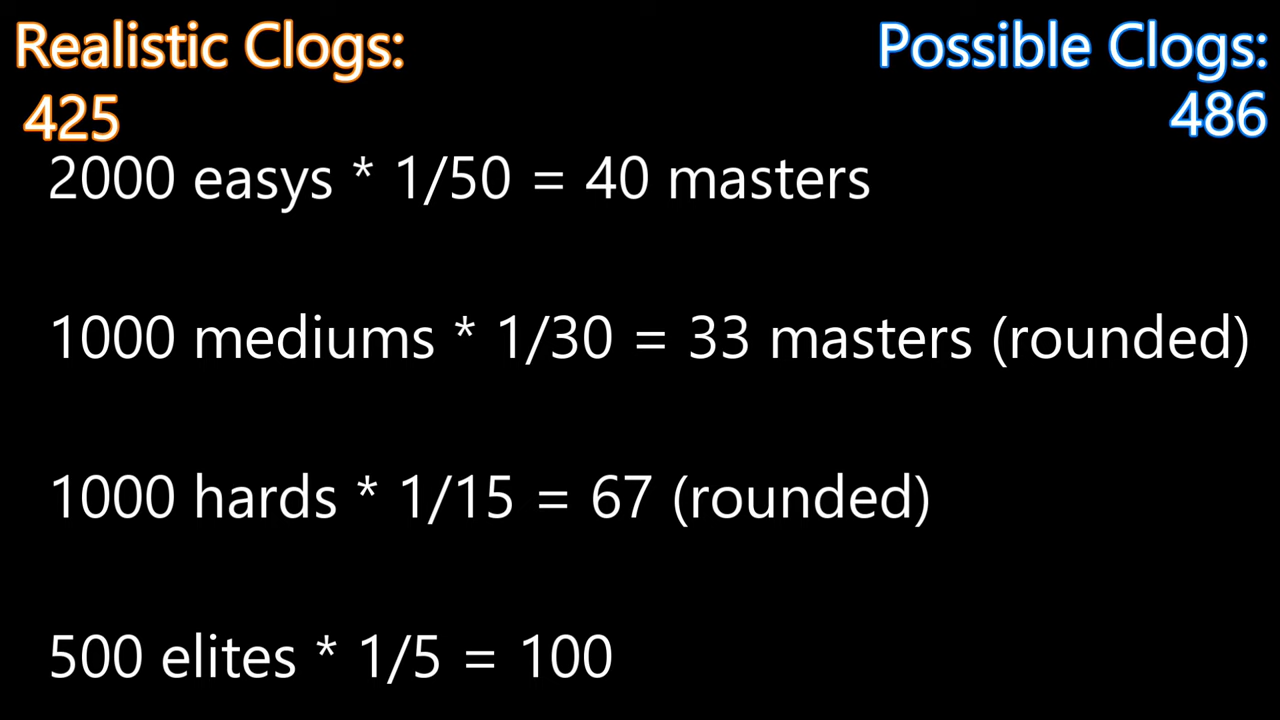 Realistic Clogs:
425
Possible Clogs:
486
2000 easys * 1/50 = 40 masters
1000 mediums * 1/30 = 33 masters (rounded)
1000 hards * 1/15 = 67 (rounded)
500 elites * 1/5 = 100